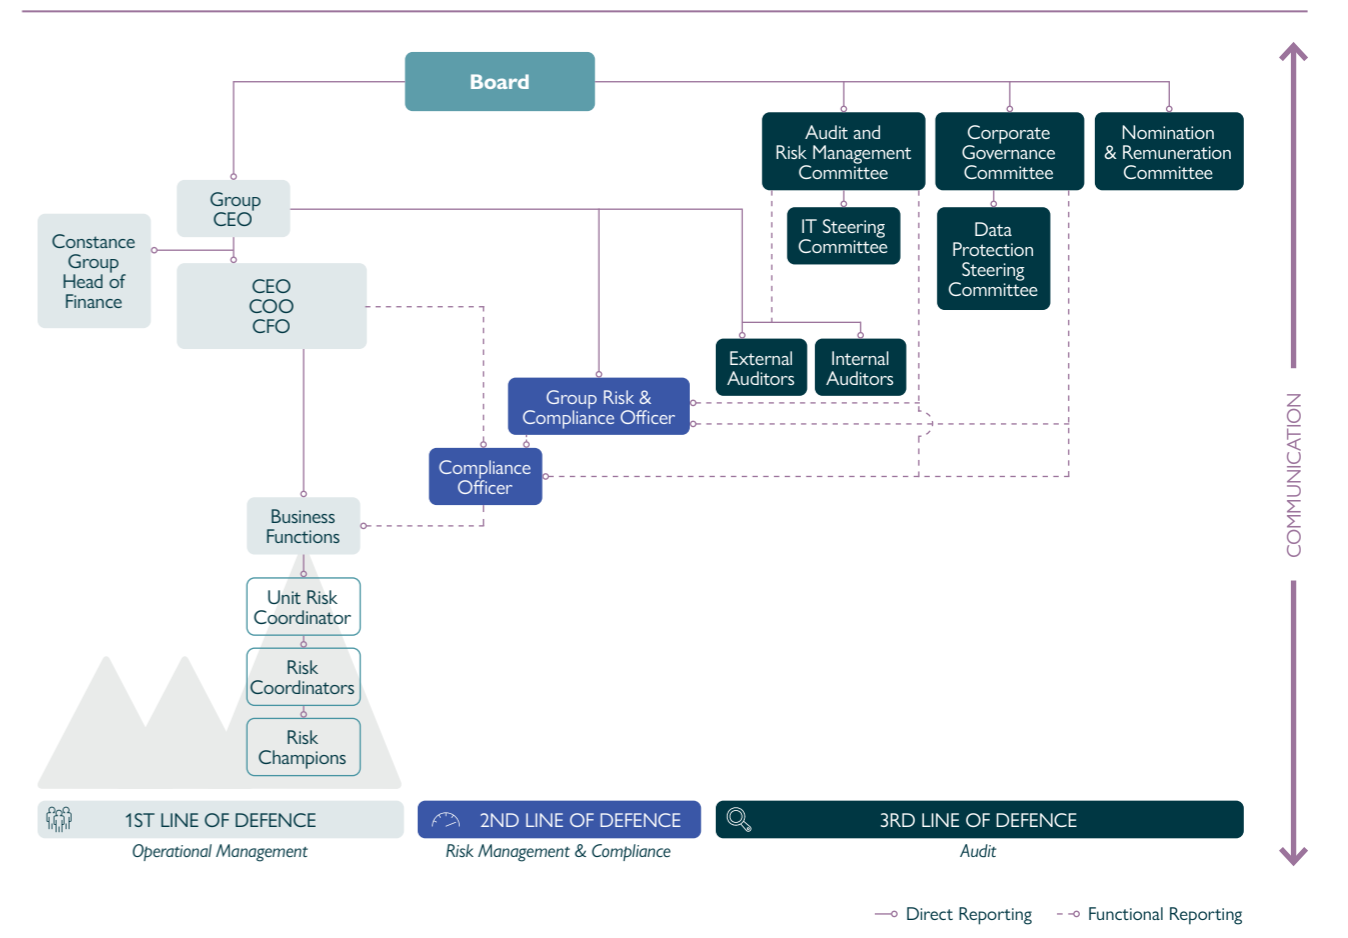 Board
Audit and
Risk Management
Committee
Corporate
Governance
Committee
Nomination
& Remuneration
Committee
Group
CEO
Constance
Group
Head of
Finance
IT Steering
Committee
Data
Protection
Steering
Committee
CEO
COO
CFO
External
Auditors
Internal
Auditors
Group Risk &
Compliance Officer
Compliance
Officer
Business
Functions
Unit Risk
Coordinator
Risk
Coordinators
Risk
Champions
COMMUNICATION
1ST LINE OF DEFENCE
Operational Management
2ND LINE OF DEFENCE
Risk Management & Compliance
3RD LINE OF DEFENCE
Audit
Direct Reporting
Functional Reporting